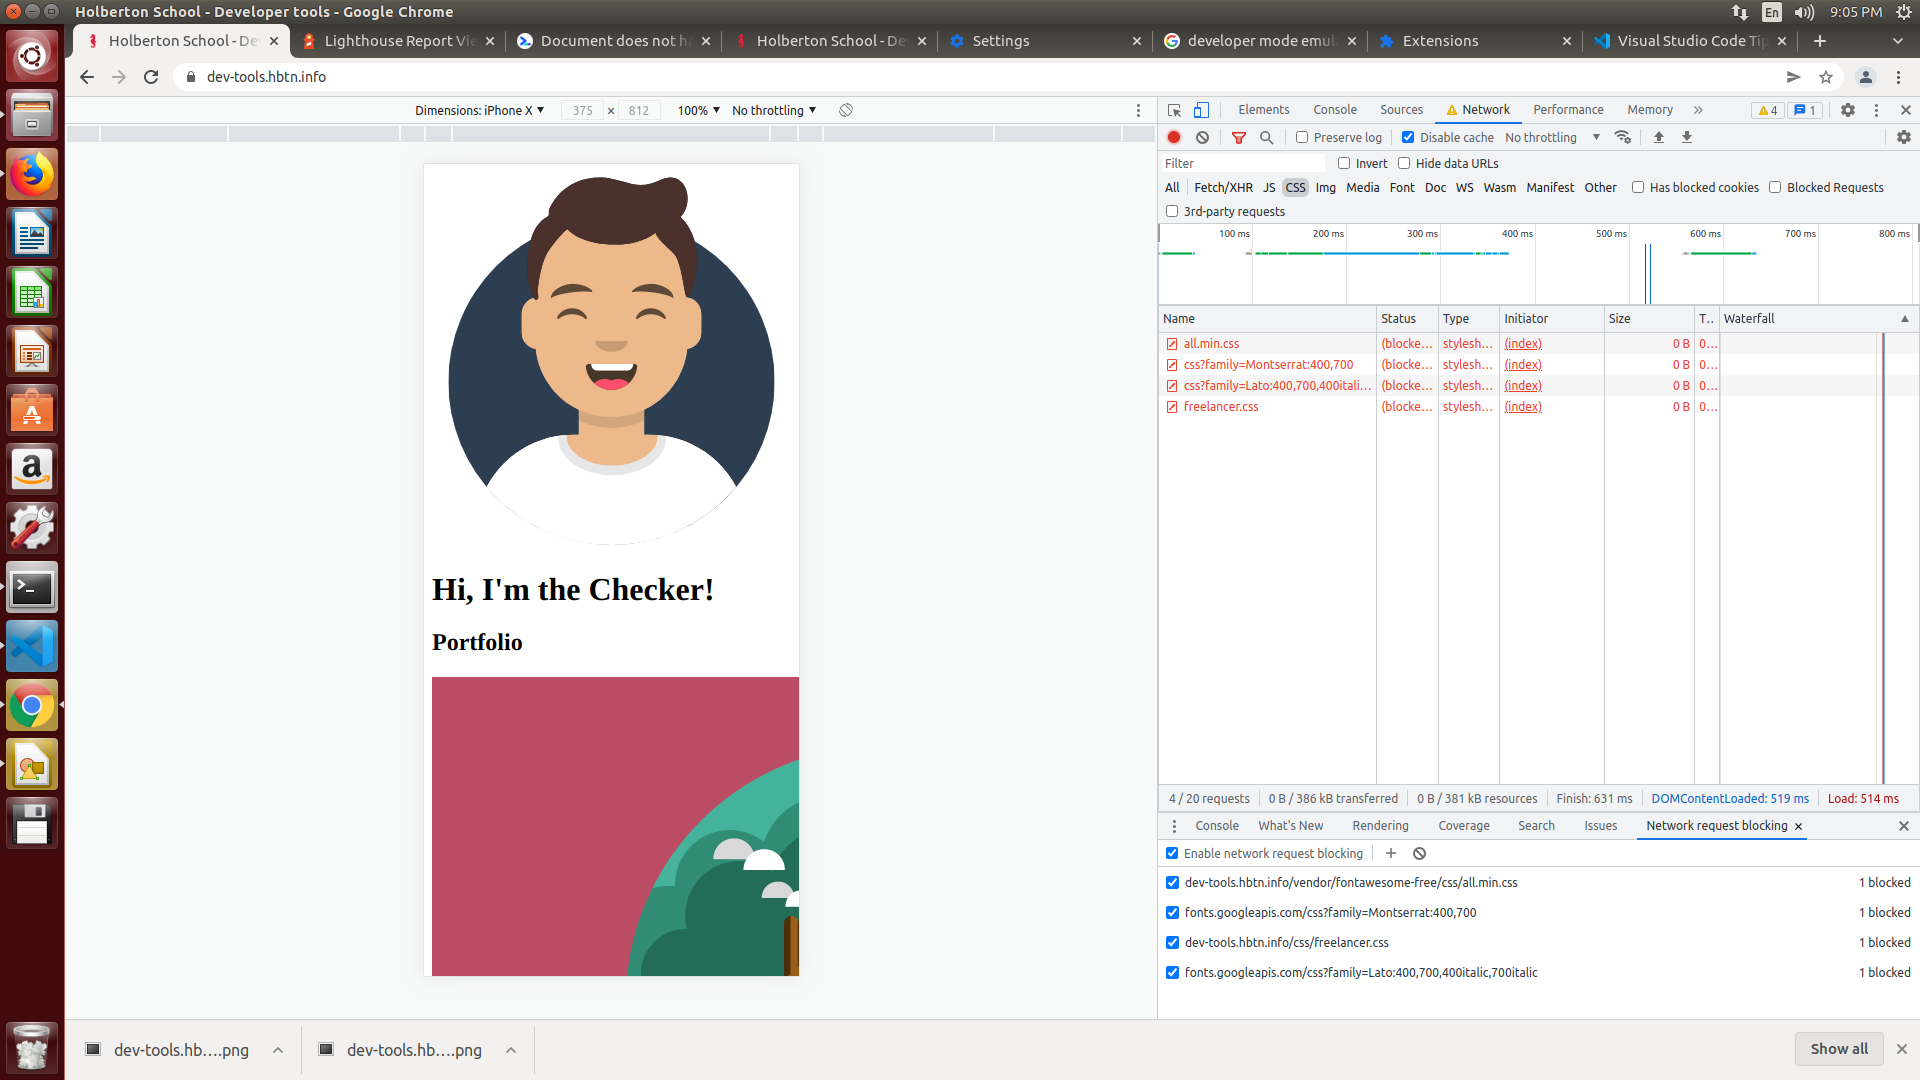 Holberton School - Developer tools - Google Chrome
En
9:05 PM
Holberton School - De
Lighthouse Report Vie
Document does not ha
Holberton School - De
Settings
developer mode emul
Extensions
Visual Studio Code Tip
dev-tools.hbtn.info
Dimensions: iPhone X
375 × 812
100%
No throttling
Elements
Console
Sources
Network
Performance
Memory
»
4
1
Preserve log
Disable cache
No throttling
Filter
Invert
Hide data URLs
All
Fetch/XHR
JS
CSS
Img
Media
Font
Doc
WS
Wasm
Manifest
Other
Has blocked cookies
Blocked Requests
3rd-party requests
100 ms
200 ms
300 ms
400 ms
500 ms
600 ms
700 ms
800 ms
Name
Status
Type
Initiator
Size
T..
Waterfall
all.min.css (blocke... stylesh... (index) 0 B 0...
css?family=Montserrat:400,700 (blocke... stylesh... (index) 0 B 0...
css?family=Lato:400,700,400itali... (blocke... stylesh... (index) 0 B 0...
freelancer.css (blocke... stylesh... (index) 0 B 0...
Hi, I'm the Checker!
Portfolio
4 / 20 requests
0 B / 386 kB transferred
0 B / 381 kB resources
Finish: 631 ms
DOMContentLoaded: 519 ms
Load: 514 ms
Console
What's New
Rendering
Coverage
Search
Issues
Network request blocking
Enable network request blocking
dev-tools.hbtn.info/vendor/fontawesome-free/css/all.min.css 1 blocked
fonts.googleapis.com/css?family=Montserrat:400,700 1 blocked
dev-tools.hbtn.info/css/freelancer.css 1 blocked
fonts.googleapis.com/css?family=Lato:400,700,400italic,700italic 1 blocked
dev-tools.hb....png
dev-tools.hb....png
Show all